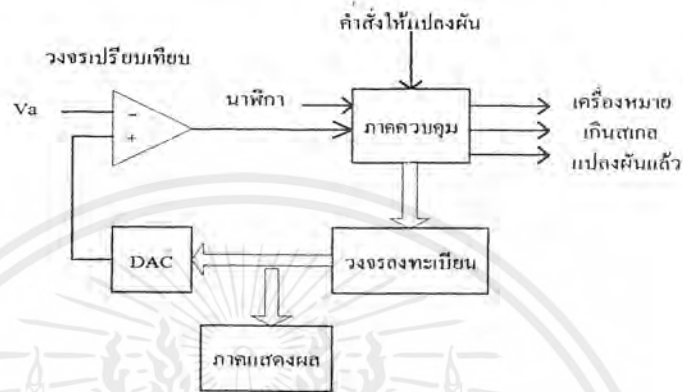 คำสั่งให้แปลงผัน
วงจรเปรียบเทียบ
นาฬิกา
Va
-
+
ภาคควบคุม
เครื่องหมาย
เกินสเกล
แปลงผันแล้ว
DAC
วงจรลงทะเบียน
ภาคแสดงผล